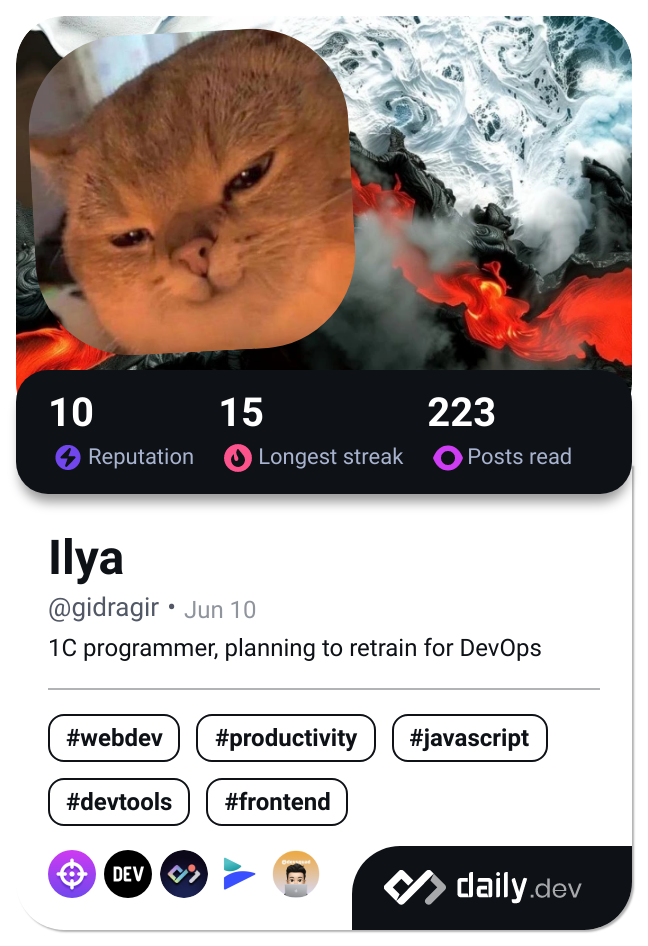 10 15 223
Reputation Longest streak Posts read
Ilya
@gidragir • Jun 10
1C programmer, planning to retrain for DevOps
#webdev #productivity #javascript
#devtools #frontend
DEV
daily.dev